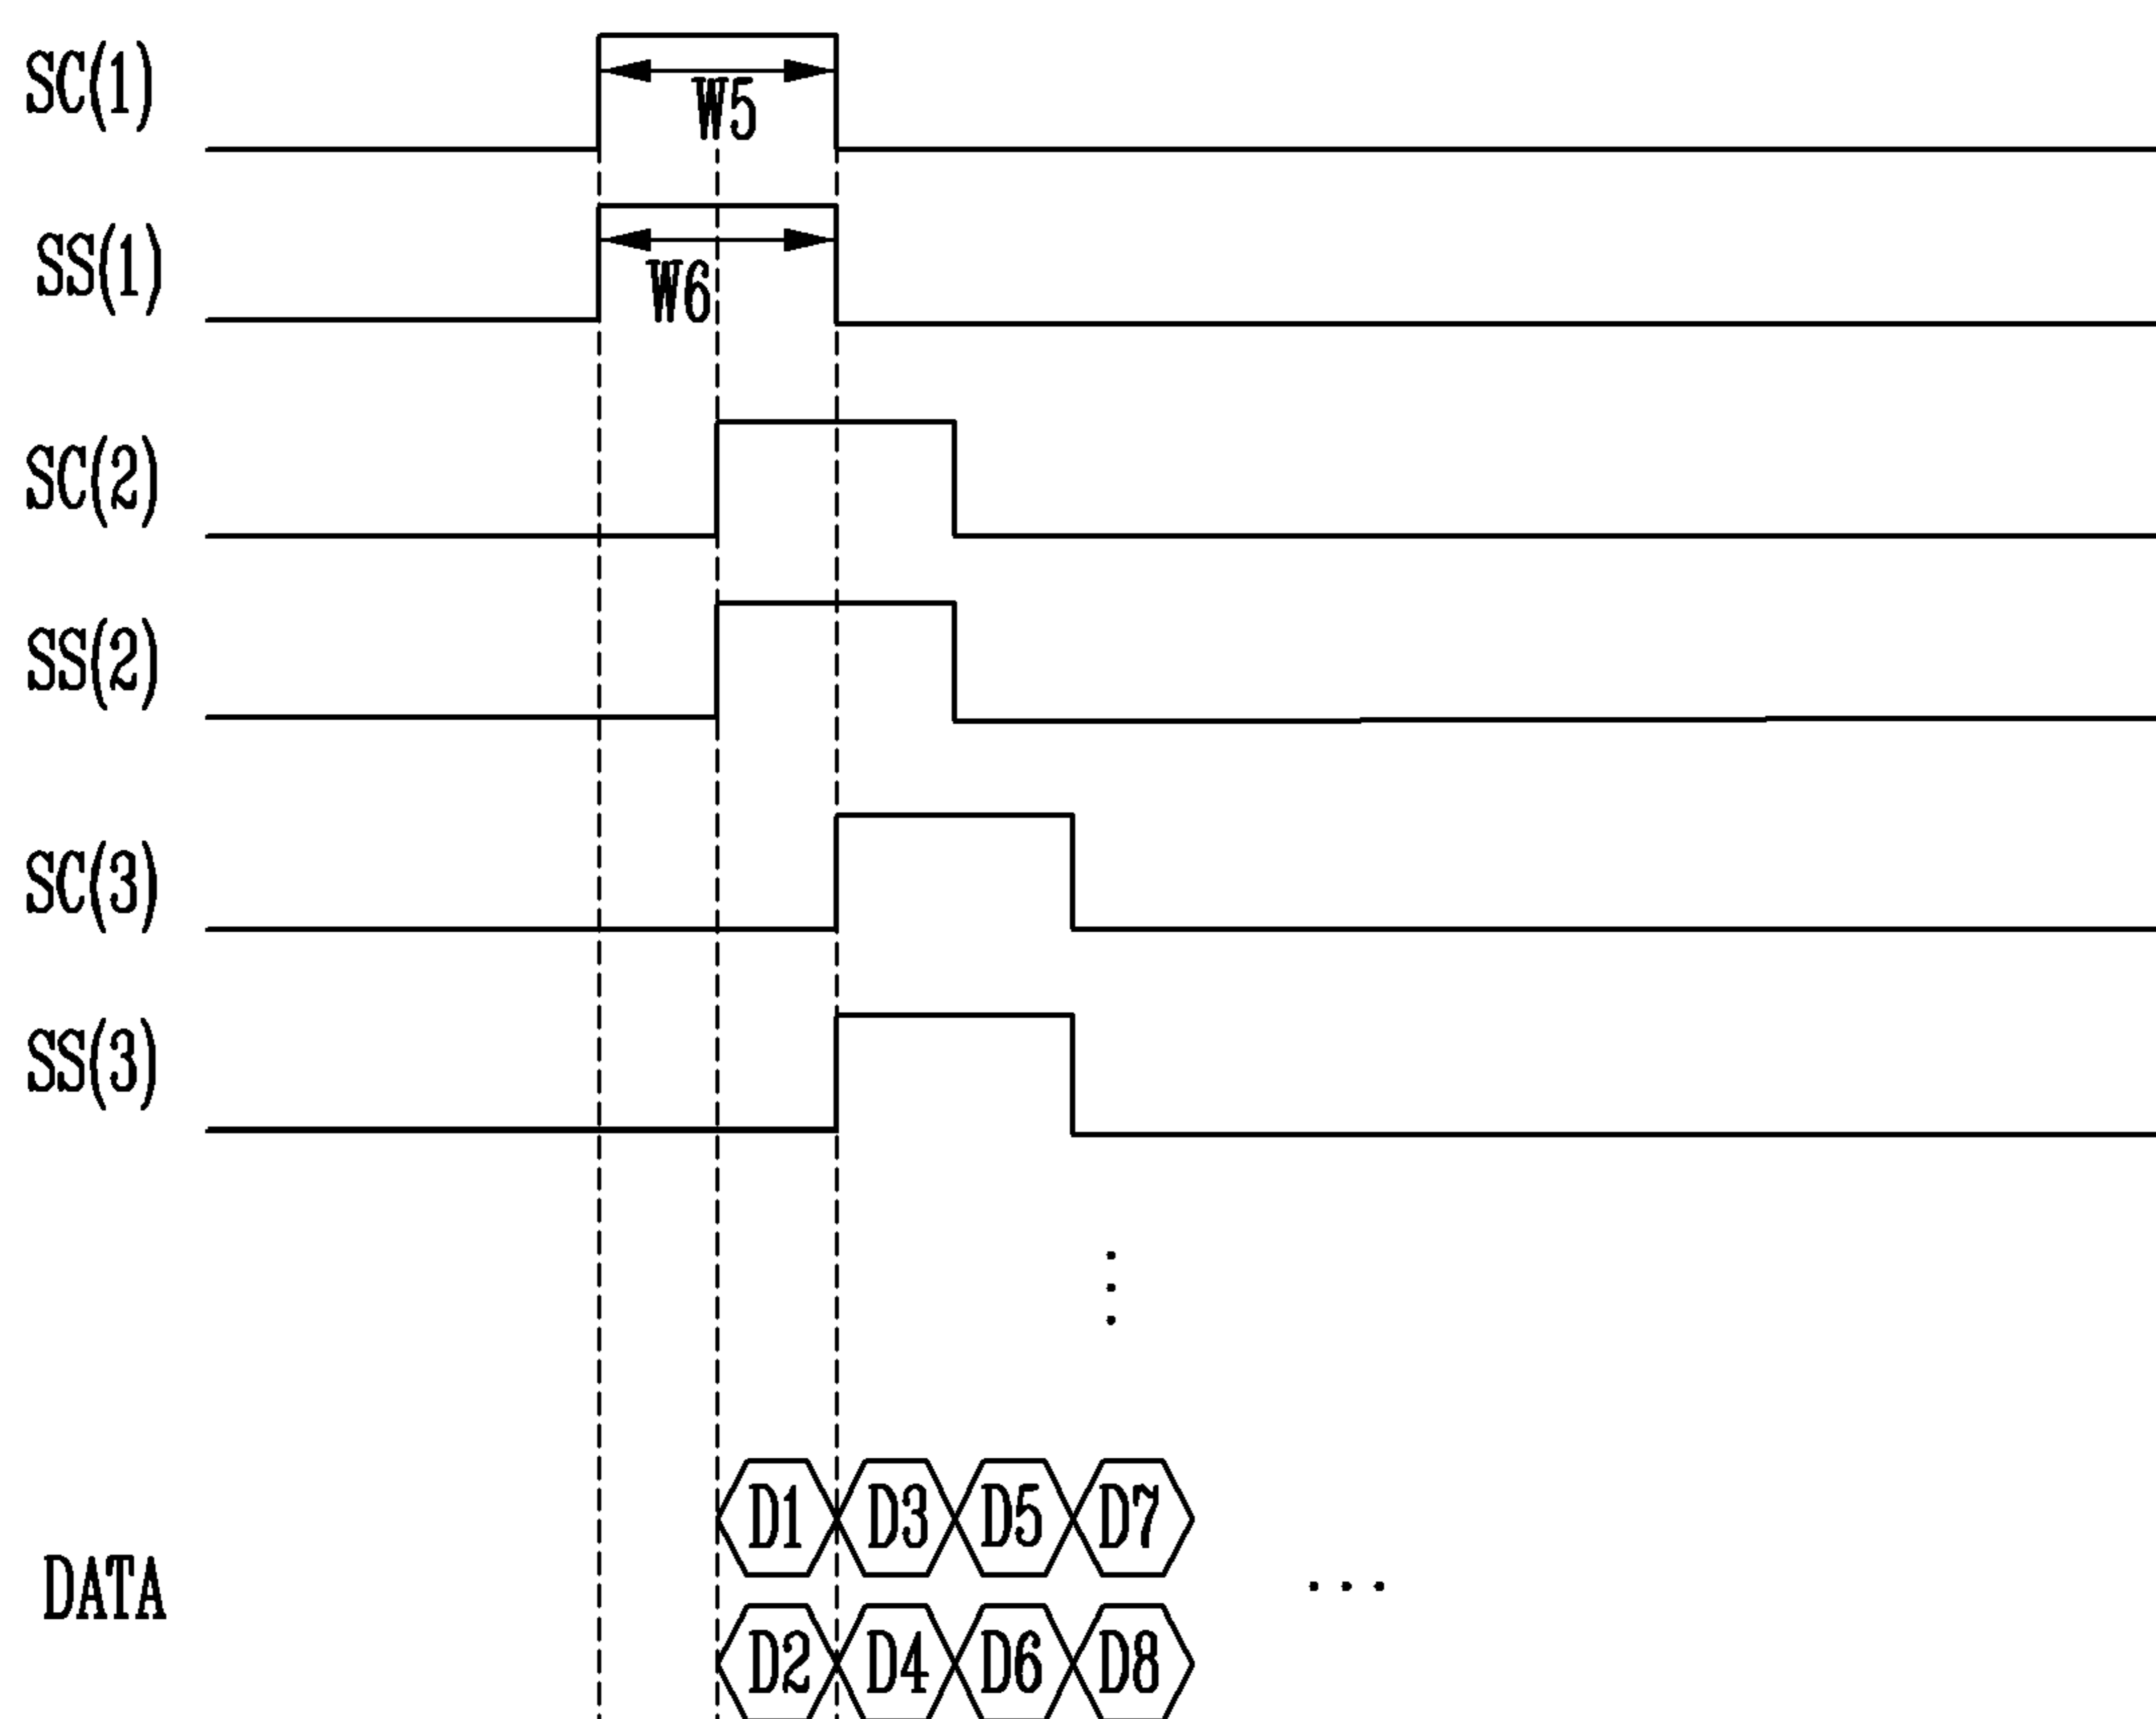 SC(1)
W5
SS(1)
W6
SC(2)
SS(2)
SC(3)
SS(3)
D1 D3 D5 D7
DATA
D2 D4 D6 D8